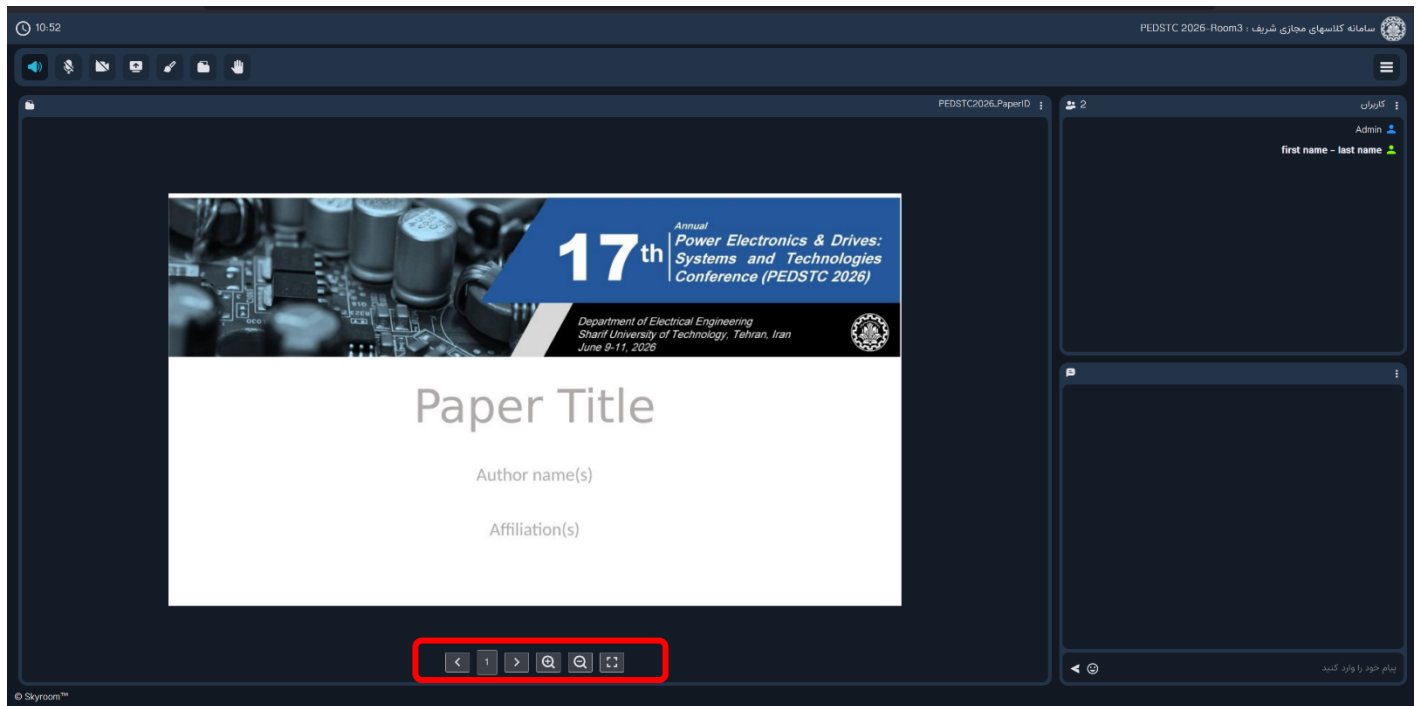 10:52
سامانه کلاسهای مجازی شریف : PEDSTC 2026-Room3
PEDSTC2026_PaperID
2
کاربران
Admin
first name - last name
17th
Annual
Power Electronics & Drives:
Systems and Technologies
Conference (PEDSTC 2026)
Department of Electrical Engineering
Sharif University of Technology, Tehran, Iran
June 9-11, 2026
Paper Title
Author name(s)
Affiliation(s)
1
پیام خود را وارد کنید
© Skyroom™